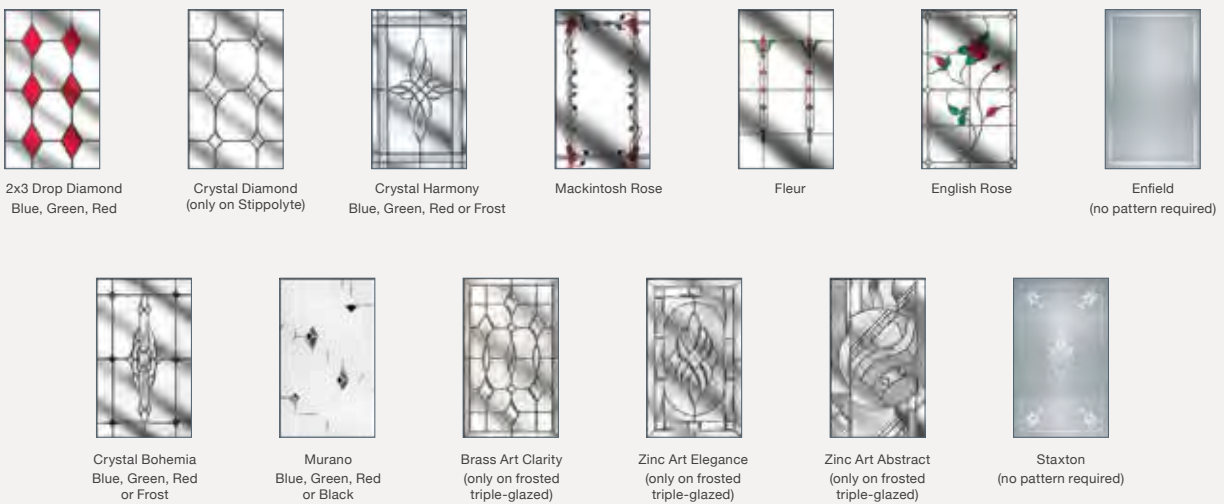 2x3 Drop Diamond
Blue, Green, Red
Crystal Diamond
(only on Stippolyte)
Crystal Harmony
Blue, Green, Red or Frost
Mackintosh Rose
Fleur
English Rose
Enfield
(no pattern required)
Crystal Bohemia
Blue, Green, Red
or Frost
Murano
Blue, Green, Red
or Black
Brass Art Clarity
(only on frosted
triple-glazed)
Zinc Art Elegance
(only on frosted
triple-glazed)
Zinc Art Abstract
(only on frosted
triple-glazed)
Staxton
(no pattern required)